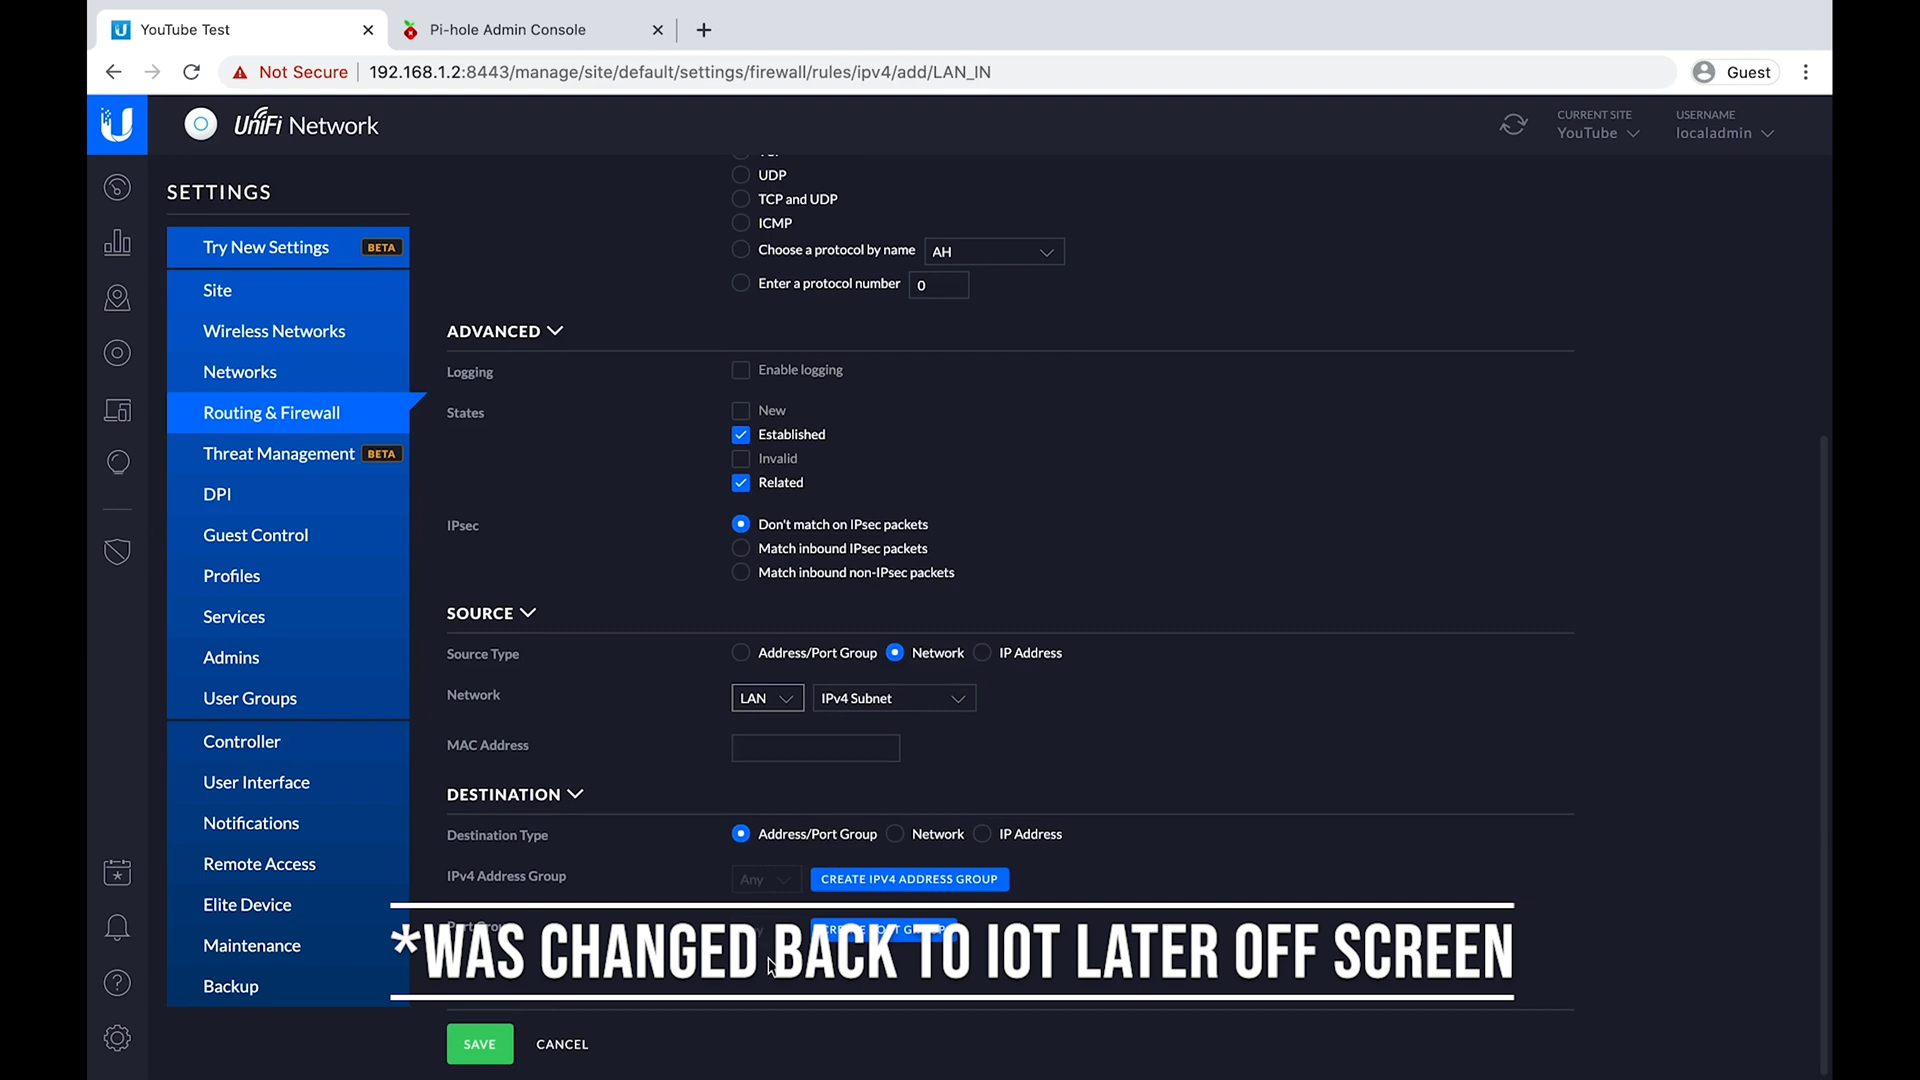 YouTube Test
Pi-hole Admin Console
Not Secure
192.168.1.2:8443/manage/site/default/settings/firewall/rules/ipv4/add/LAN_IN
Guest
UniFi Network
CURRENT SITE
YouTube
USERNAME
localadmin
SETTINGS
Try New Settings BETA
Site
Wireless Networks
Networks
Routing & Firewall
Threat Management BETA
DPI
Guest Control
Profiles
Services
Admins
User Groups
Controller
User Interface
Notifications
Remote Access
Elite Device
Maintenance
Backup
UDP
TCP and UDP
ICMP
Choose a protocol by name AH
Enter a protocol number 0
ADVANCED
Logging
Enable logging
States
New
Established
Invalid
Related
IPsec
Don't match on IPsec packets
Match inbound IPsec packets
Match inbound non-IPsec packets
SOURCE
Source Type
Address/Port Group Network IP Address
Network
LAN IPv4 Subnet
MAC Address
DESTINATION
Destination Type
Address/Port Group Network IP Address
IPv4 Address Group
Any CREATE IPV4 ADDRESS GROUP
*WAS CHANGED BACK TO IOT LATER OFF SCREEN
SAVE CANCEL